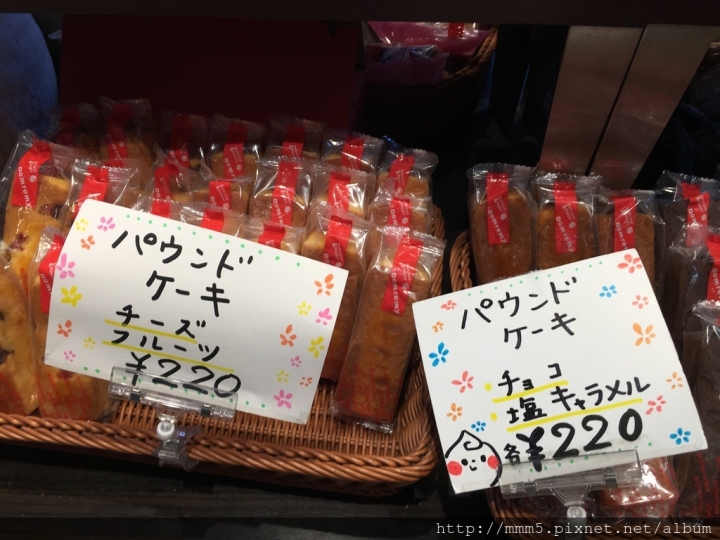 パウンド
ケーキ
チーズ
フルーツ
¥220
パウンド
ケーキ
・チョコ
・塩キャラメル
各¥220
Domremy
http://mmm5.pixnet.net/album